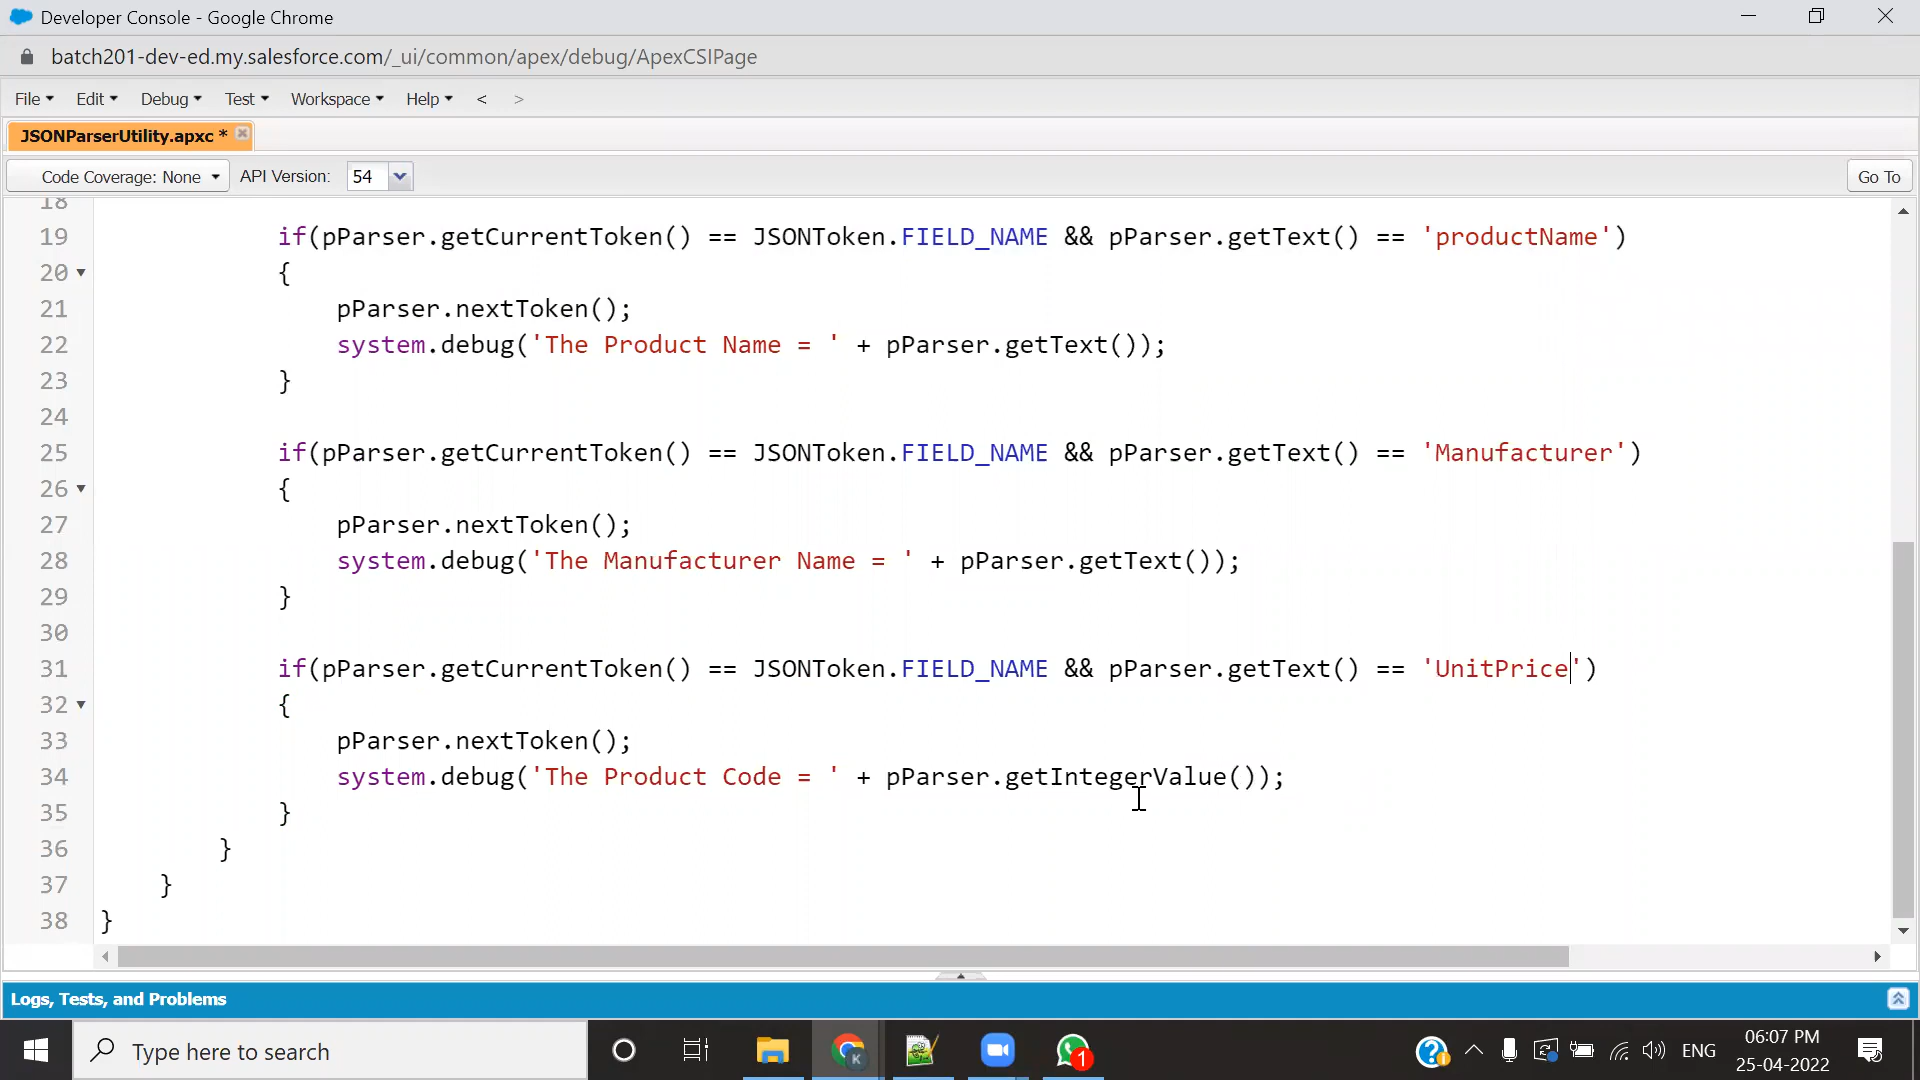 Developer Console - Google Chrome
batch201-dev-ed.my.salesforce.com/_ui/common/apex/debug/ApexCSIPage
File Edit Debug Test Workspace Help < >
JSONParserUtility.apxc *
Code Coverage: None API Version: 54 Go To
18
19 if(pParser.getCurrentToken() == JSONToken.FIELD_NAME && pParser.getText() == 'productName')
20 {
21 pParser.nextToken();
22 system.debug('The Product Name = ' + pParser.getText());
23 }
24
25 if(pParser.getCurrentToken() == JSONToken.FIELD_NAME && pParser.getText() == 'Manufacturer')
26 {
27 pParser.nextToken();
28 system.debug('The Manufacturer Name = ' + pParser.getText());
29 }
30
31 if(pParser.getCurrentToken() == JSONToken.FIELD_NAME && pParser.getText() == 'UnitPrice')
32 {
33 pParser.nextToken();
34 system.debug('The Product Code = ' + pParser.getIntegerValue());
35 }
36 }
37 }
38 }
Logs, Tests, and Problems
Type here to search
K
1
ENG
06:07 PM
25-04-2022